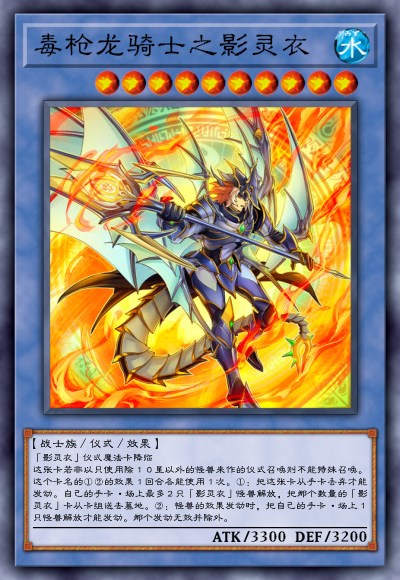 毒枪龙骑士之影灵衣
水
【战士族/仪式/效果】
「影灵衣」仪式魔法卡降临
这张卡若非以只使用除10星以外的怪兽来作的仪式召唤则不能特殊召唤。
这个卡名的①②的效果1回合各能使用1次。①:把这张卡从手卡丢弃才能
发动。自己的手卡·场上最多2只「影灵衣」怪兽解放,把那个数量的「影
灵衣」卡从卡组送去墓地。②:怪兽的效果发动时,把自己的手卡·场上1
只怪兽解放才能发动。那个发动无效并除外。
ATK/3300 DEF/3200